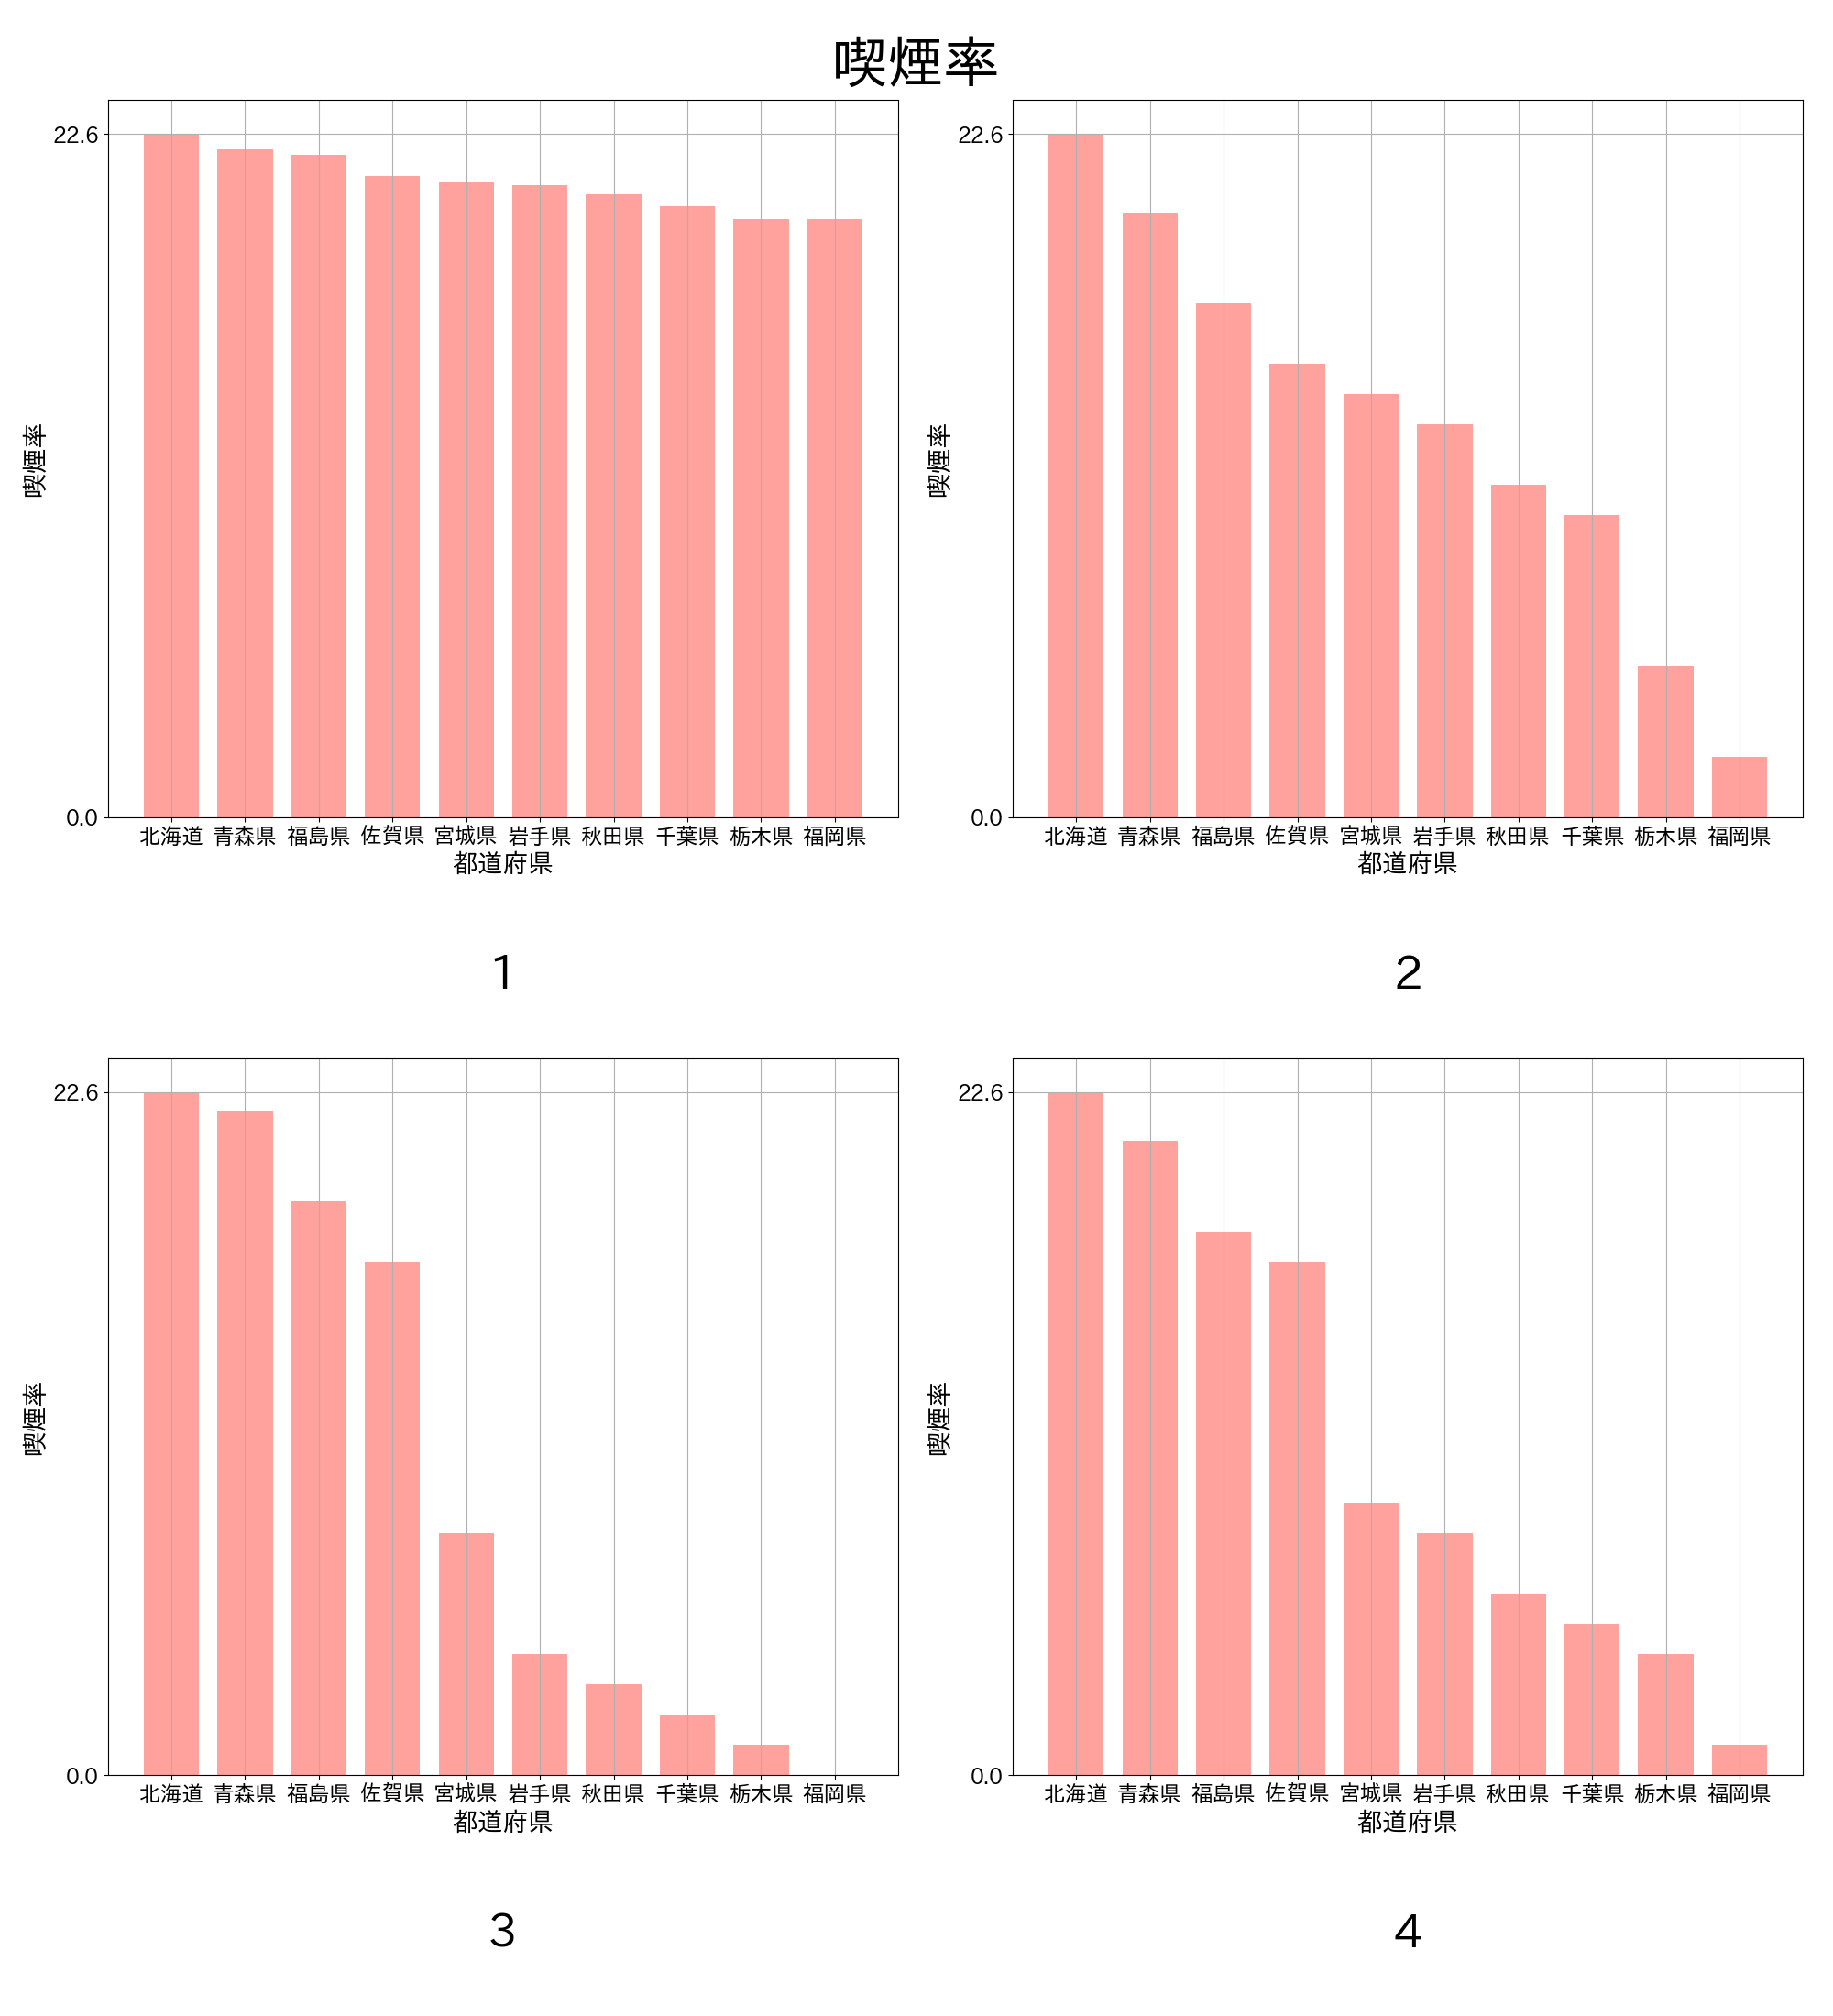 喫煙率
22.6
0.0
喫煙率
北海道 青森県 福島県 佐賀県 宮城県 岩手県 秋田県 千葉県 栃木県 福岡県
都道府県
1
22.6
0.0
喫煙率
北海道 青森県 福島県 佐賀県 宮城県 岩手県 秋田県 千葉県 栃木県 福岡県
都道府県
2
22.6
0.0
喫煙率
北海道 青森県 福島県 佐賀県 宮城県 岩手県 秋田県 千葉県 栃木県 福岡県
都道府県
3
22.6
0.0
喫煙率
北海道 青森県 福島県 佐賀県 宮城県 岩手県 秋田県 千葉県 栃木県 福岡県
都道府県
4